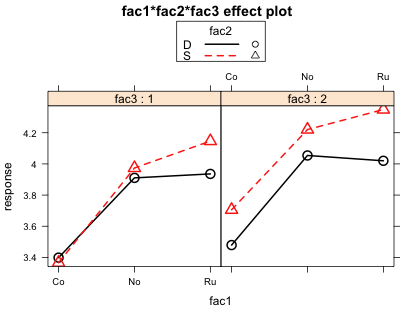 fac1*fac2*fac3 effect plot
fac2
D
S
Co No Ru
fac3 : 1 fac3 : 2
4.2
4
3.8
3.6
3.4
response
Co No Ru
fac1